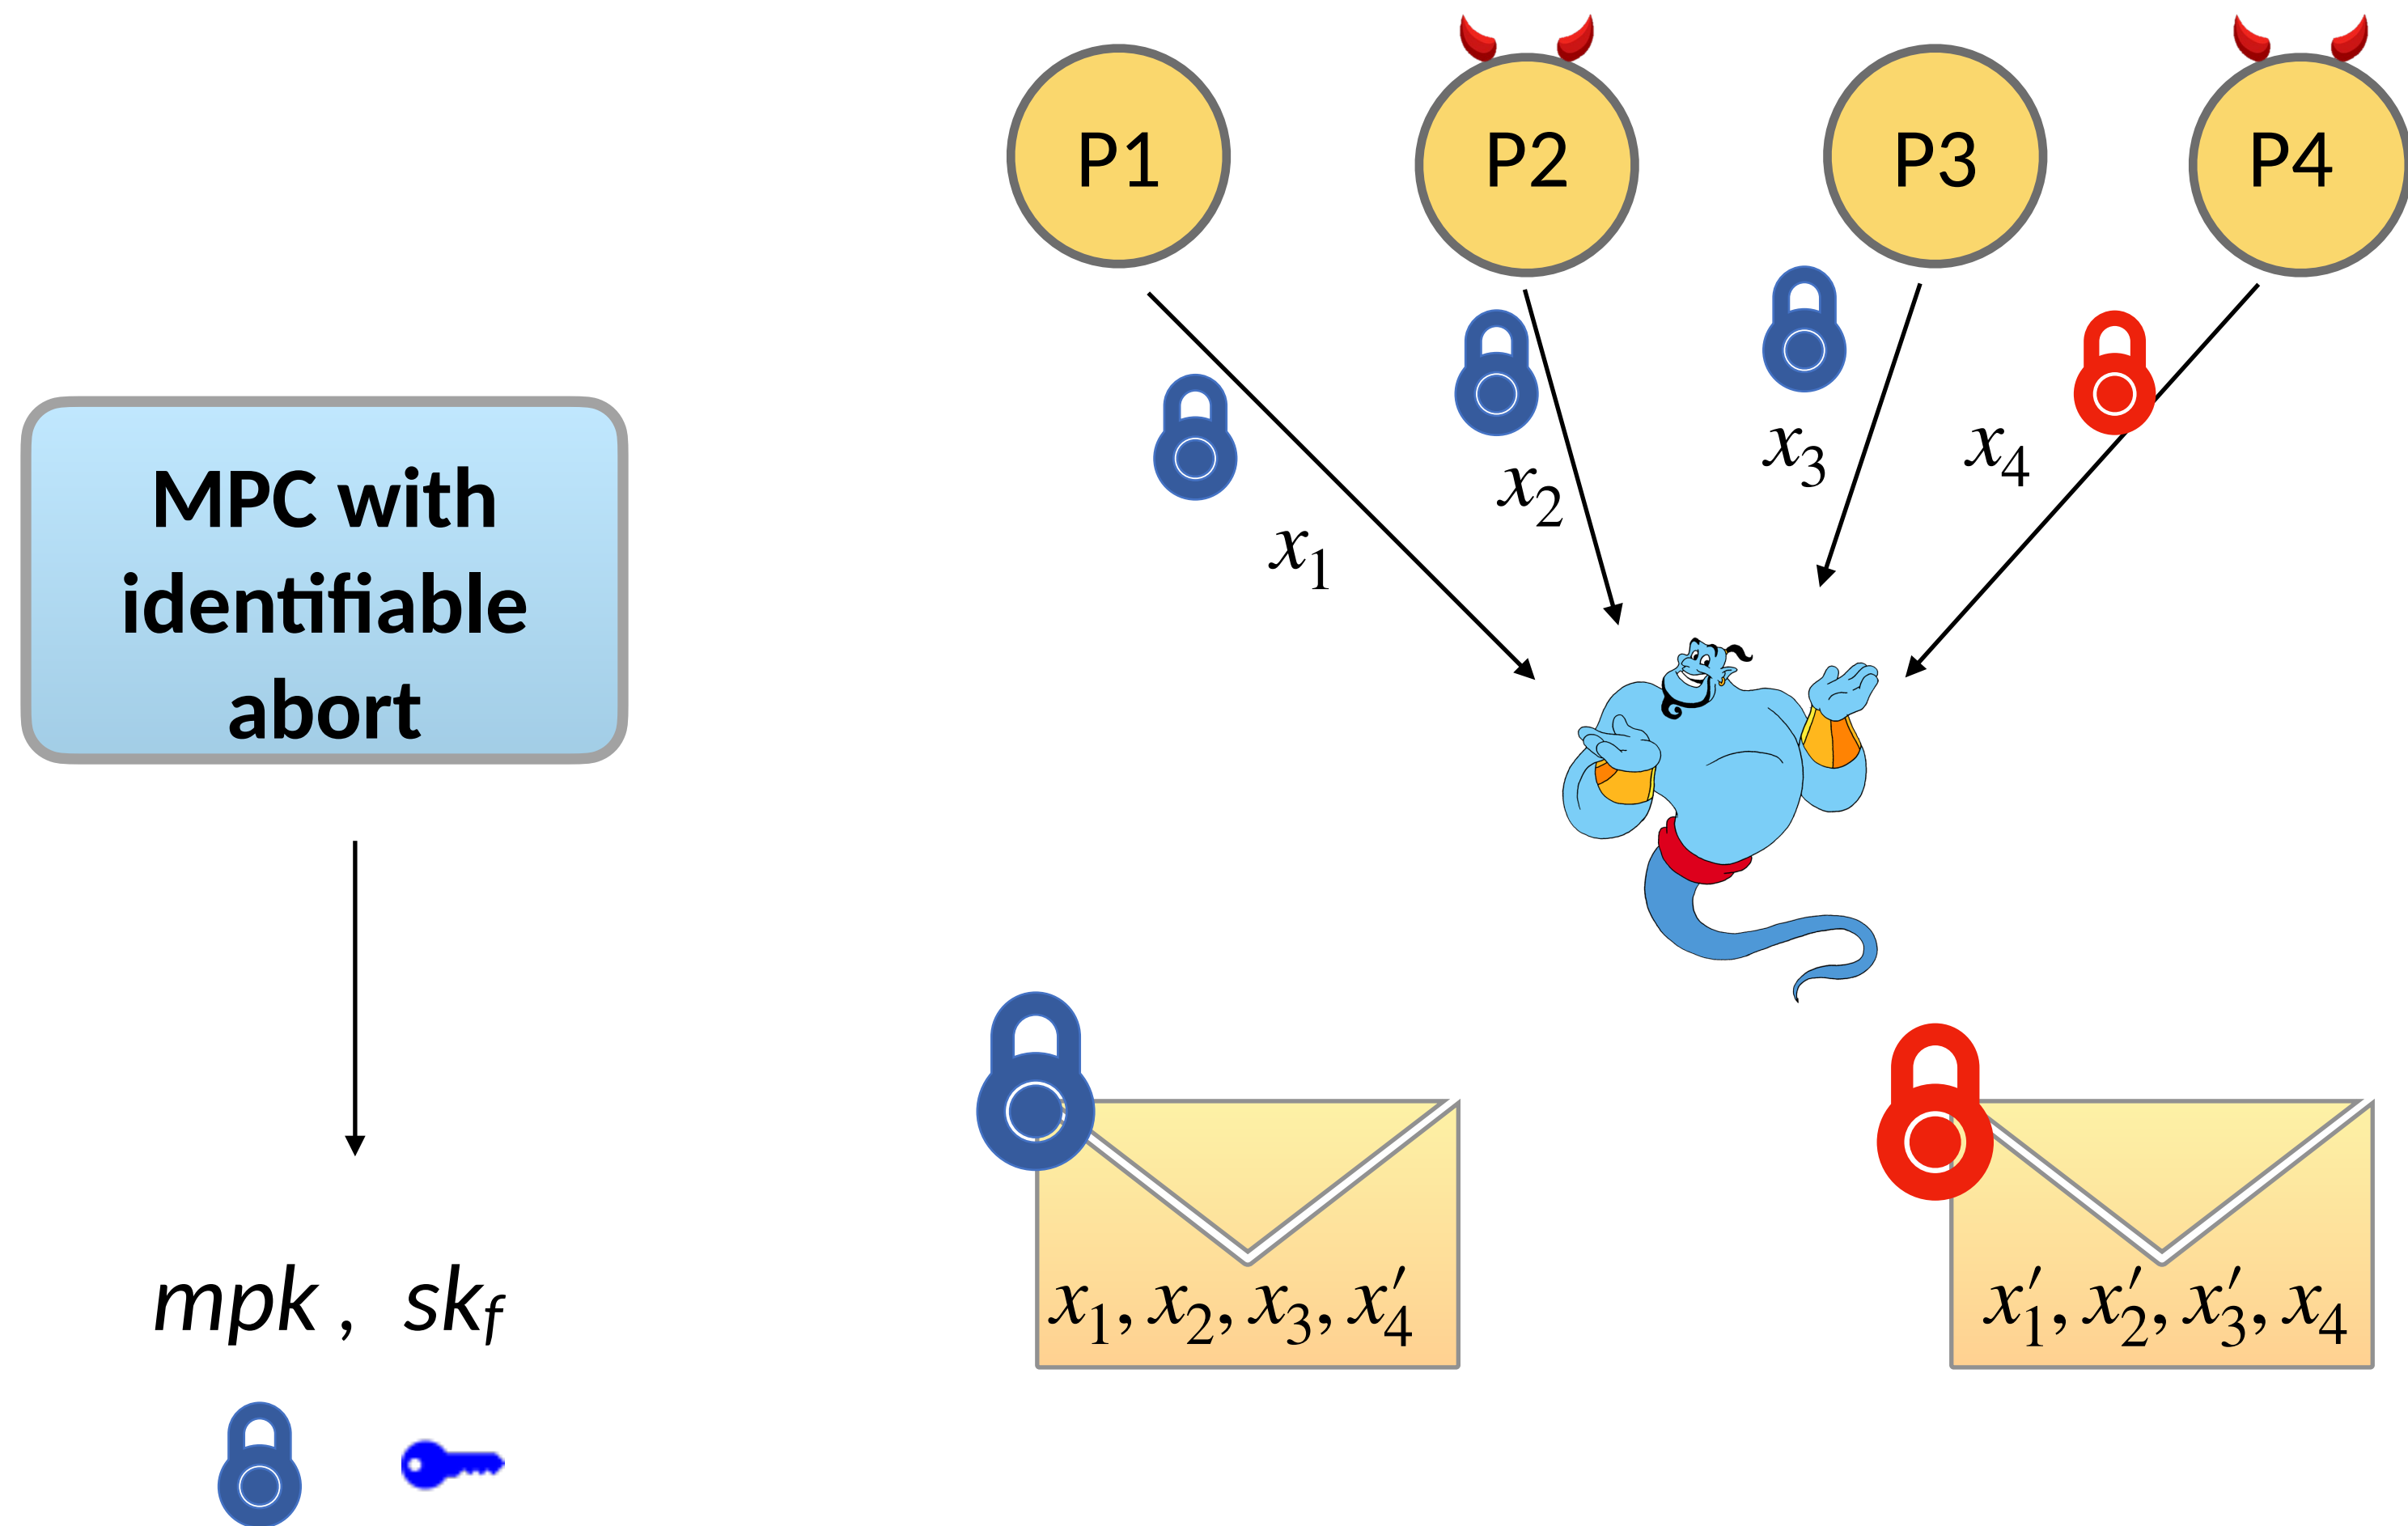 P1 P2 P3 P4
MPC with
identifiable
abort
x₁
x₂
x₃
x₄
mpk , sk_f
x₁, x₂, x₃, x₄′
x₁′, x₂′, x₃′, x₄